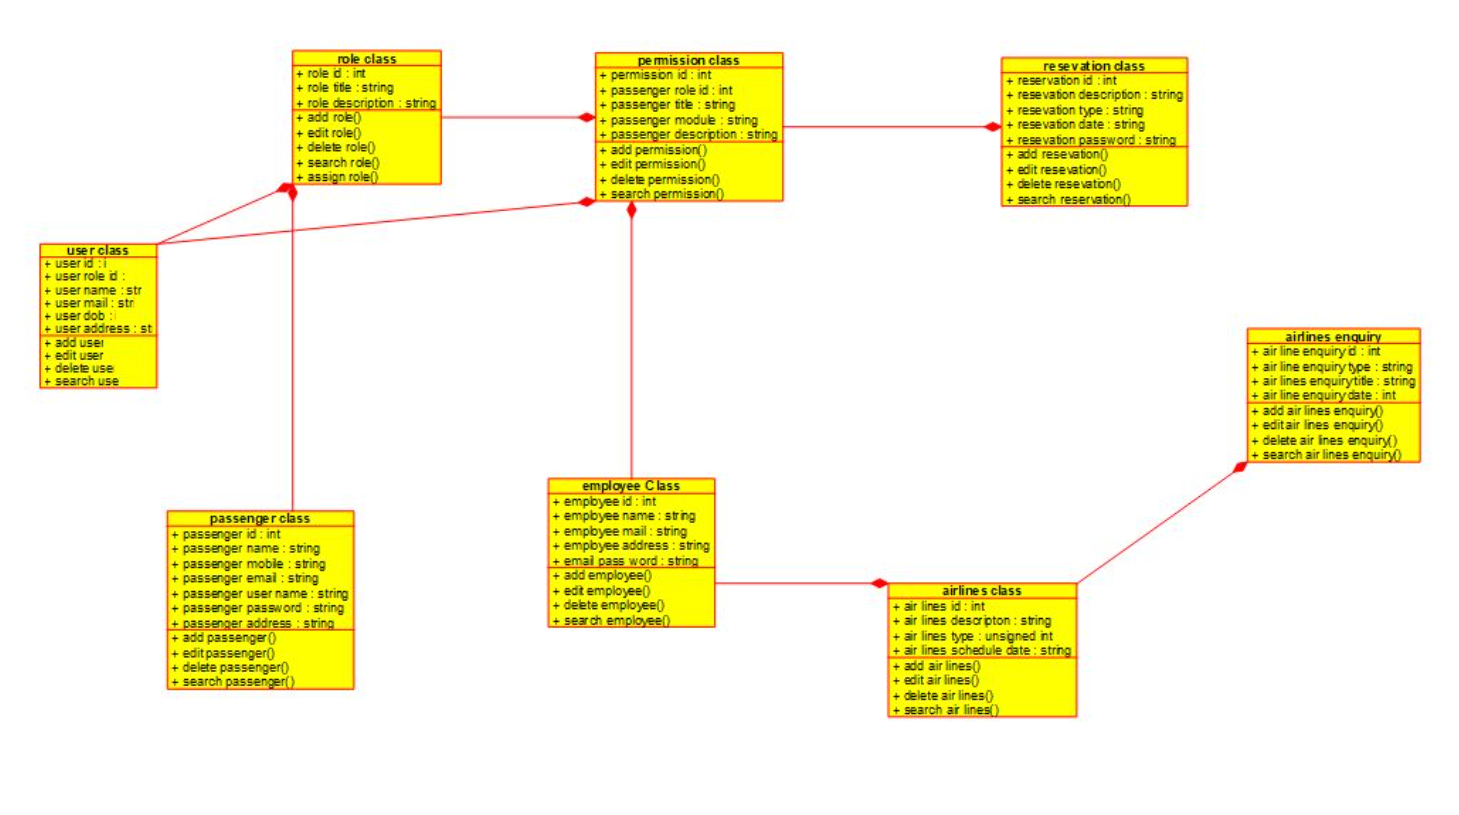 role class
+ role id : int
+ role title : string
+ role description : string
+ add role()
+ edit role()
+ delete role()
+ search role()
+ assign role()
permission class
+ permission id : int
+ passenger role id : int
+ passenger title : string
+ passenger module : string
+ passenger description : string
+ add permission()
+ edit permission()
+ delete permission()
+ search permission()
resevation class
+ reservation id : int
+ resevation description : string
+ resevation type : string
+ resevation date : string
+ resevation password : string
+ add resevation()
+ edit resevation()
+ delete resevation()
+ search reservation()
user class
+ user id : i
+ user role id :
+ user name : str
+ user mail : str
+ user dob : i
+ user address : st
+ add user
+ edit user
+ delete use
+ search use
airlines enquiry
+ air line enquiry id : int
+ air line enquiry type : string
+ air lines enquiry title : string
+ air line enquiry date : int
+ add air lines enquiry()
+ edit air lines enquiry()
+ delete air lines enquiry()
+ search air lines enquiry()
employee Class
+ employee id : int
+ employee name : string
+ employee mail : string
+ employee address : string
+ email pass word : string
+ add employee()
+ edit employee()
+ delete employee()
+ search employee()
passenger class
+ passenger id : int
+ passenger name : string
+ passenger mobile : string
+ passenger email : string
+ passenger user name : string
+ passenger password : string
+ passenger address : string
+ add passenger()
+ edit passenger()
+ delete passenger()
+ search passenger()
airlines class
+ air lines id : int
+ air lines descripton : string
+ air lines type : unsigned int
+ air lines schedule date : string
+ add air lines()
+ edit air lines()
+ delete air lines()
+ search air lines()